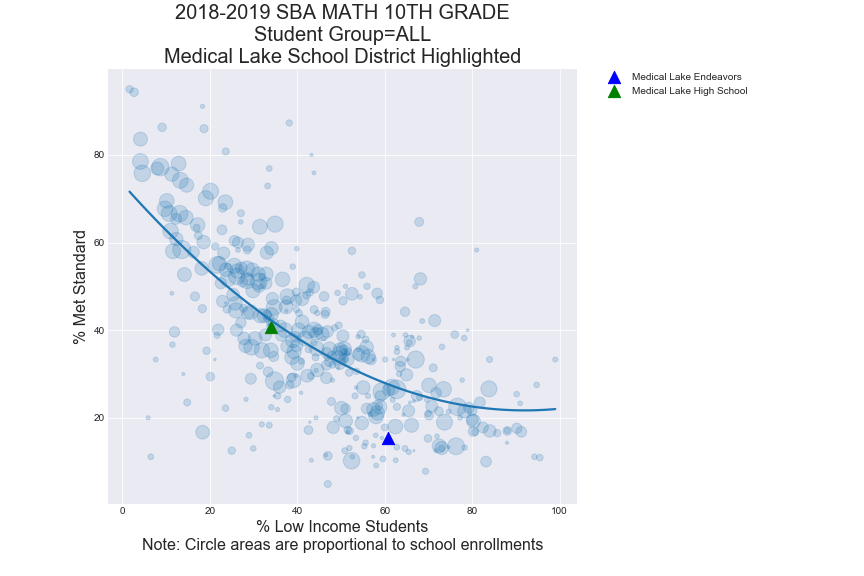 2018-2019 SBA MATH 10TH GRADE
Student Group=ALL
Medical Lake School District Highlighted
Medical Lake Endeavors
Medical Lake High School
% Met Standard
80
60
40
20
0 20 40 60 80 100
% Low Income Students
Note: Circle areas are proportional to school enrollments